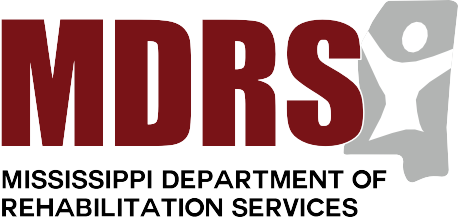 MDRS
MISSISSIPPI DEPARTMENT OF
REHABILITATION SERVICES